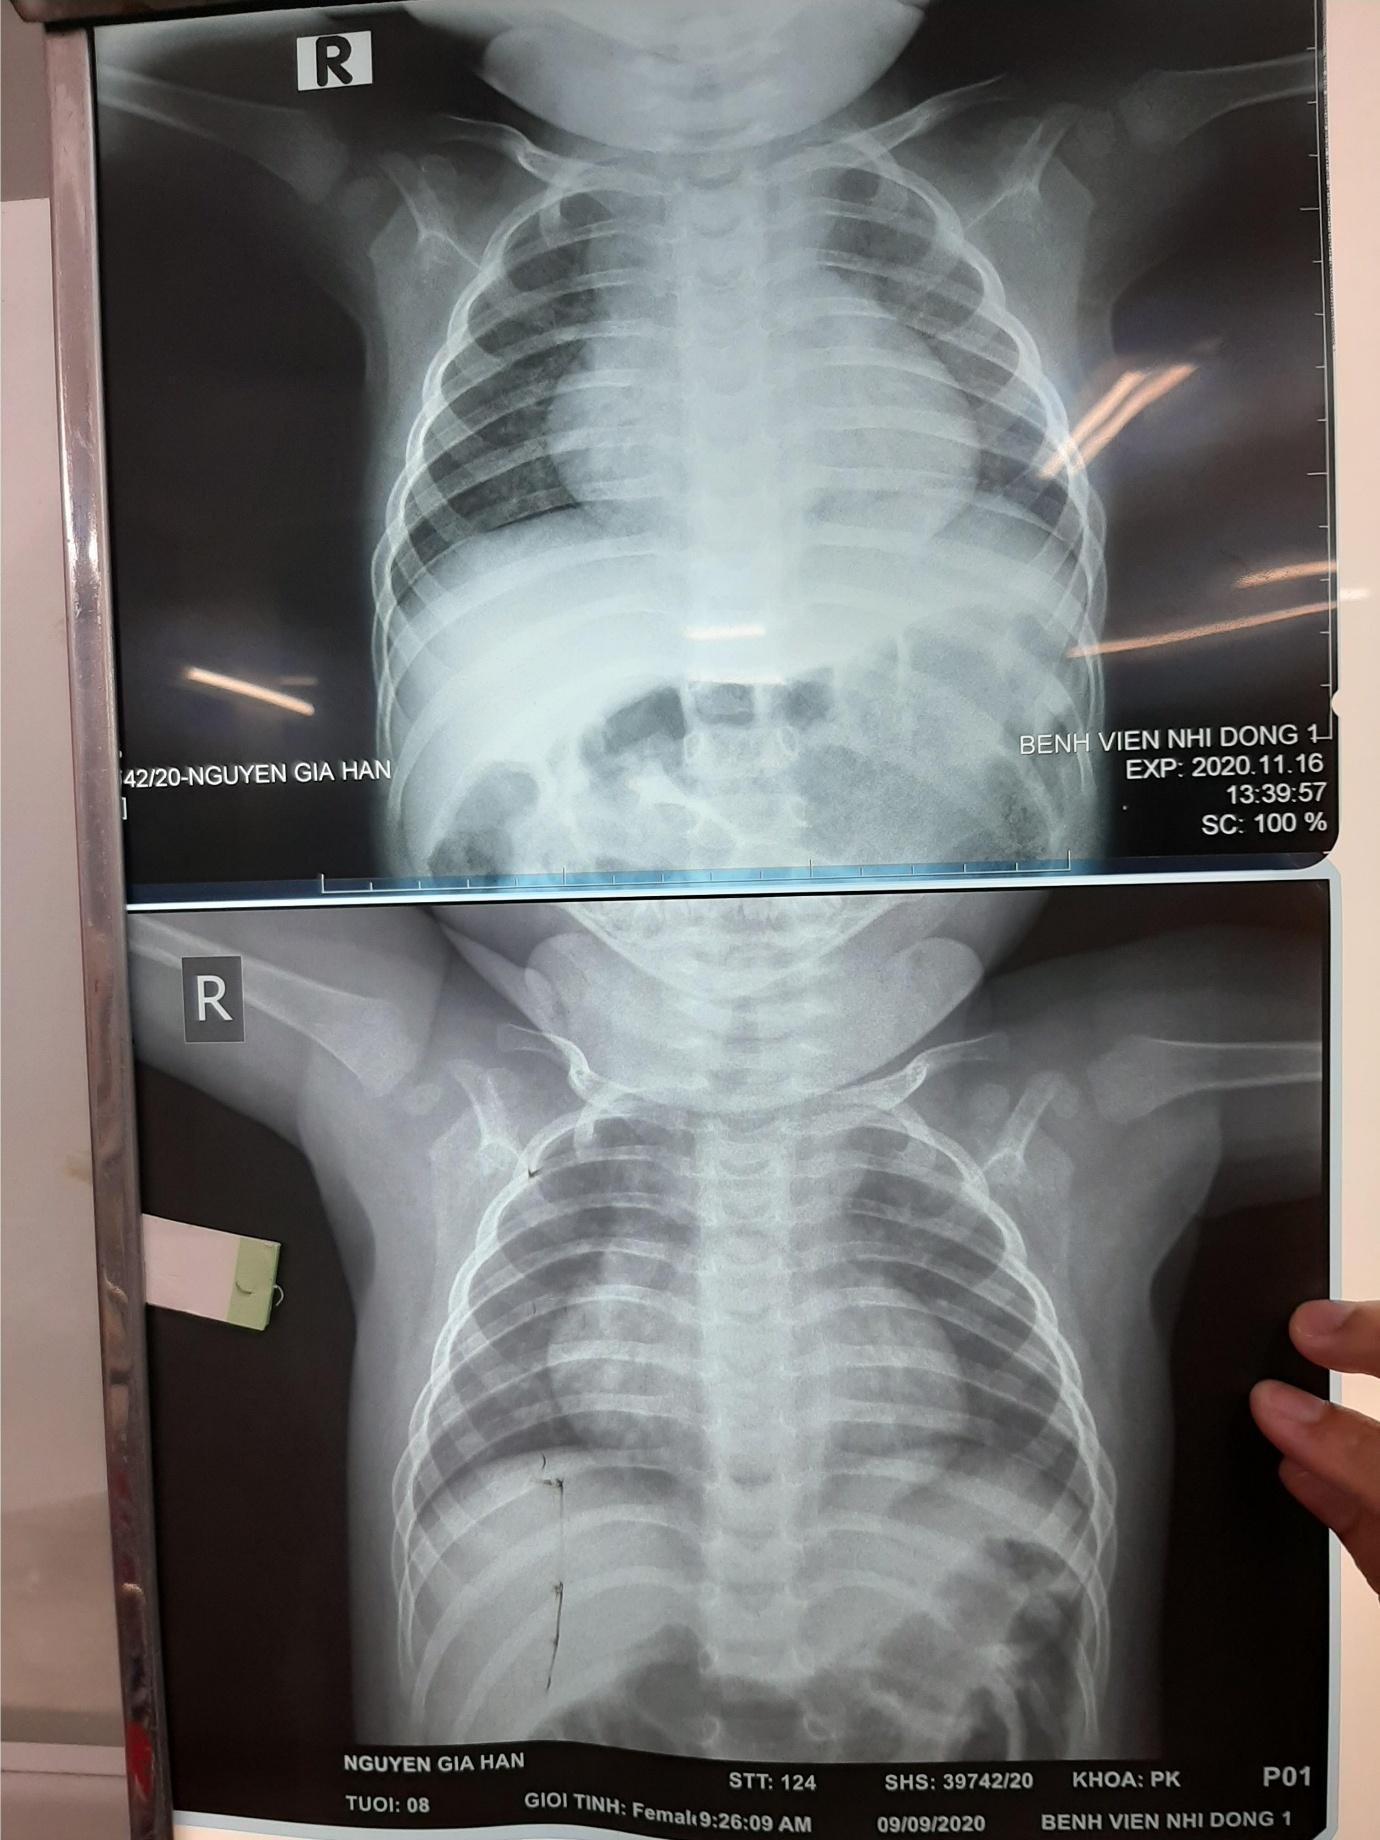 R
42/20-NGUYEN GIA HAN
]
BENH VIEN NHI DONG 1
EXP: 2020.11.16
13:39:57
SC: 100 %
R
NGUYEN GIA HAN
STT: 124
SHS: 39742/20
KHOA: PK
P01
TUOI: 08
GIOI TINH: Female
9:26:09 AM
09/09/2020
BENH VIEN NHI DONG 1